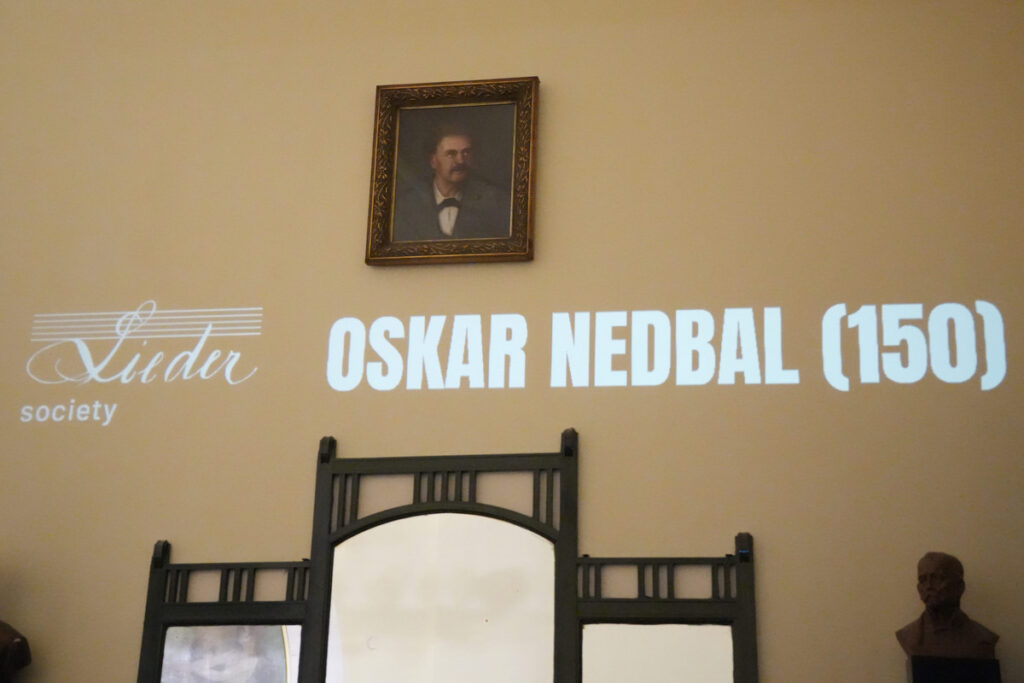 Lieder
society
OSKAR NEDBAL (150)